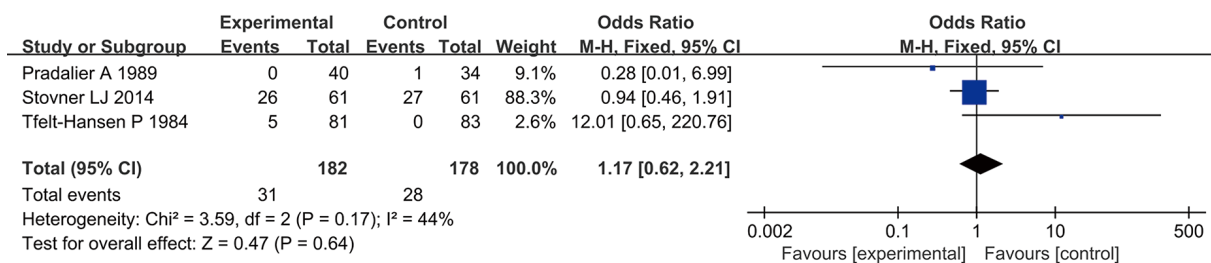 Experimental Control Odds Ratio Odds Ratio
Study or Subgroup Events Total Events Total Weight M-H, Fixed, 95% CI M-H, Fixed, 95% CI
Pradalier A 1989 0 40 1 34 9.1% 0.28 [0.01, 6.99]
Stovner LJ 2014 26 61 27 61 88.3% 0.94 [0.46, 1.91]
Tfelt-Hansen P 1984 5 81 0 83 2.6% 12.01 [0.65, 220.76]
Total (95% CI) 182 178 100.0% 1.17 [0.62, 2.21]
Total events 31 28
Heterogeneity: Chi² = 3.59, df = 2 (P = 0.17); I² = 44%
Test for overall effect: Z = 0.47 (P = 0.64)
0.002 0.1 1 10 500
Favours [experimental] Favours [control]